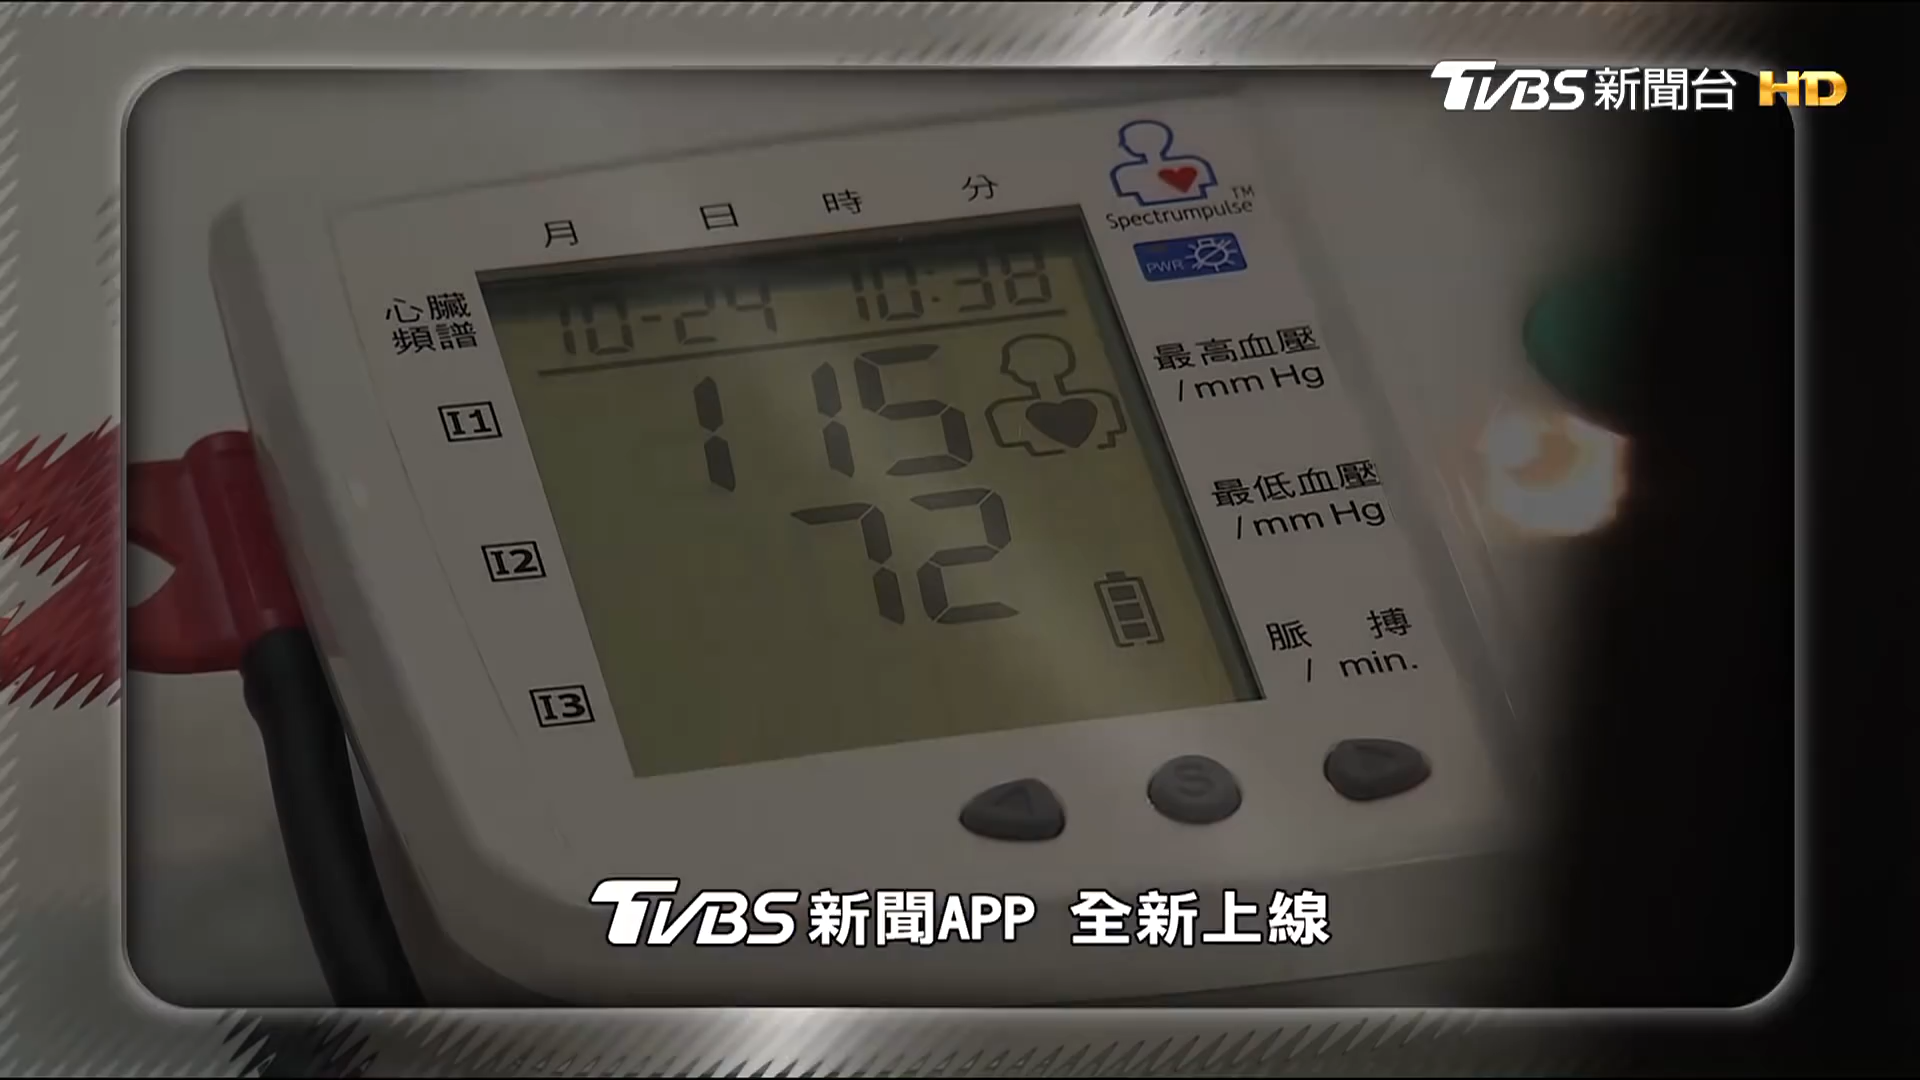 TVBS新聞台 HD
月 日 時 分
Spectrumpulse™
PWR
心臟
頻譜
10-24 10:38
I1
115
最高血壓
/mm Hg
I2
72
最低血壓
/mm Hg
I3
脈 搏
/ min.
S
TVBS新聞APP 全新上線